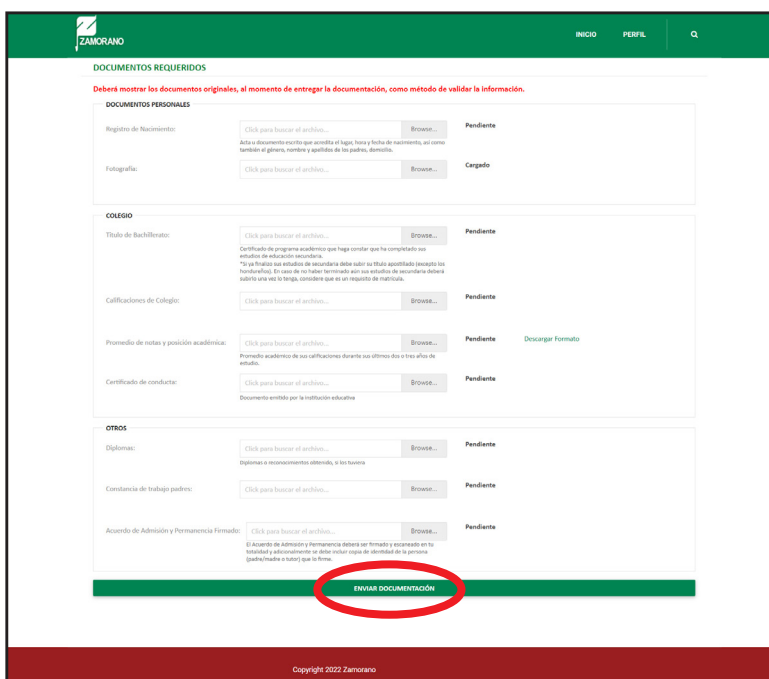 ZAMORANO
INICIO PERFIL
DOCUMENTOS REQUERIDOS
Deberá mostrar los documentos originales, al momento de entregar la documentación, como método de validar la información.
DOCUMENTOS PERSONALES
Registro de Nacimiento: Click para buscar el archivo... Browse... Pendiente
Acta u documento escrito que acredita el lugar, hora y fecha de nacimiento, así como
también el género, nombre y apellidos de los padres, domicilio.
Fotografía: Click para buscar el archivo... Browse... Cargado
COLEGIO
Título de Bachillerato: Click para buscar el archivo... Browse... Pendiente
Certificado de programa académico que haga constar que ha completado sus
estudios de educación secundaria.
*Si ya finalizo sus estudios de secundaria debe subir su título apostillado (excepto los
hondureños). En caso de no haber terminado aún sus estudios de secundaria deberá
subirlo una vez lo tenga, considere que es un requisito de matrícula.
Calificaciones de Colegio: Click para buscar el archivo... Browse... Pendiente
Promedio de notas y posición académica: Click para buscar el archivo... Browse... Pendiente Descargar Formato
Promedio académico de sus calificaciones durante sus últimos dos o tres años de
estudio.
Certificado de conducta: Click para buscar el archivo... Browse... Pendiente
Documento emitido por la institución educativa
OTROS
Diplomas: Click para buscar el archivo... Browse... Pendiente
Diplomas o reconocimientos obtenido, si los tuviera
Constancia de trabajo padres: Click para buscar el archivo... Browse... Pendiente
Acuerdo de Admisión y Permanencia Firmado: Click para buscar el archivo... Browse... Pendiente
El Acuerdo de Admisión y Permanencia deberá ser firmado y escaneado en tu
totalidad y adicionalmente se debe incluir copia de identidad de la persona
(padre/madre o tutor) que lo firme.
ENVIAR DOCUMENTACIÓN
Copyright 2022 Zamorano